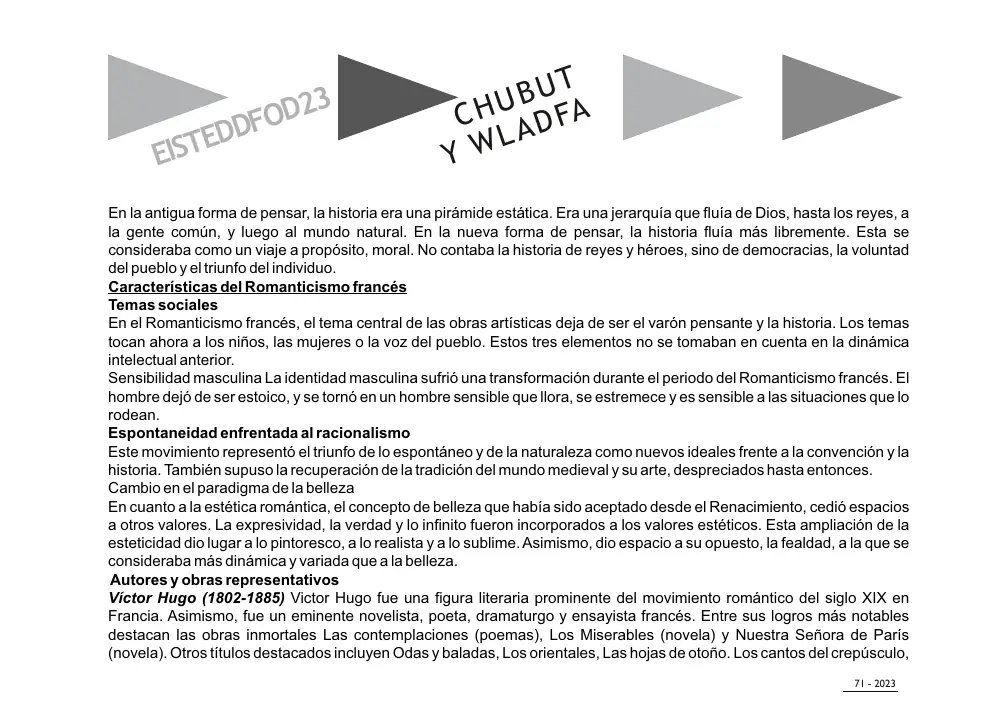 EISTEDDFOD23
CHUBUT
Y WLADFA
En la antigua forma de pensar, la historia era una pirámide estática. Era una jerarquía que fluía de Dios, hasta los reyes, a
la gente común, y luego al mundo natural. En la nueva forma de pensar, la historia fluía más libremente. Esta se
consideraba como un viaje a propósito, moral. No contaba la historia de reyes y héroes, sino de democracias, la voluntad
del pueblo y el triunfo del individuo.
Características del Romanticismo francés
Temas sociales
En el Romanticismo francés, el tema central de las obras artísticas deja de ser el varón pensante y la historia. Los temas
tocan ahora a los niños, las mujeres o la voz del pueblo. Estos tres elementos no se tomaban en cuenta en la dinámica
intelectual anterior.
Sensibilidad masculina La identidad masculina sufrió una transformación durante el periodo del Romanticismo francés. El
hombre dejó de ser estoico, y se tornó en un hombre sensible que llora, se estremece y es sensible a las situaciones que lo
rodean.
Espontaneidad enfrentada al racionalismo
Este movimiento representó el triunfo de lo espontáneo y de la naturaleza como nuevos ideales frente a la convención y la
historia. También supuso la recuperación de la tradición del mundo medieval y su arte, despreciados hasta entonces.
Cambio en el paradigma de la belleza
En cuanto a la estética romántica, el concepto de belleza que había sido aceptado desde el Renacimiento, cedió espacios
a otros valores. La expresividad, la verdad y lo infinito fueron incorporados a los valores estéticos. Esta ampliación de la
esteticidad dio lugar a lo pintoresco, a lo realista y a lo sublime. Asimismo, dio espacio a su opuesto, la fealdad, a la que se
consideraba más dinámica y variada que a la belleza.
Autores y obras representativos
Víctor Hugo (1802-1885) Victor Hugo fue una figura literaria prominente del movimiento romántico del siglo XIX en
Francia. Asimismo, fue un eminente novelista, poeta, dramaturgo y ensayista francés. Entre sus logros más notables
destacan las obras inmortales Las contemplaciones (poemas), Los Miserables (novela) y Nuestra Señora de París
(novela). Otros títulos destacados incluyen Odas y baladas, Los orientales, Las hojas de otoño. Los cantos del crepúsculo,
71 - 2023